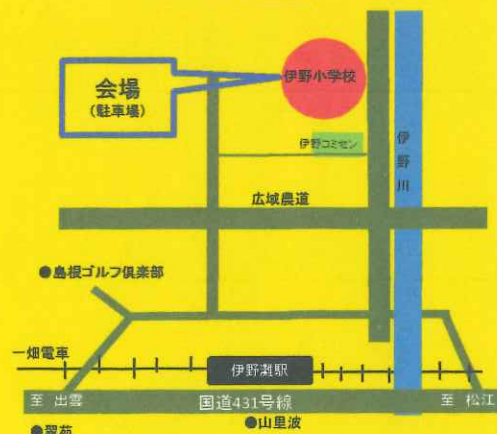 伊野小学校
会場
(駐車場)
伊野コミセン
伊野川
広域農道
●島根ゴルフ倶楽部
一畑電車
伊野灘駅
至 出雲
国道431号線
至 松江
●翠苑
●山里波